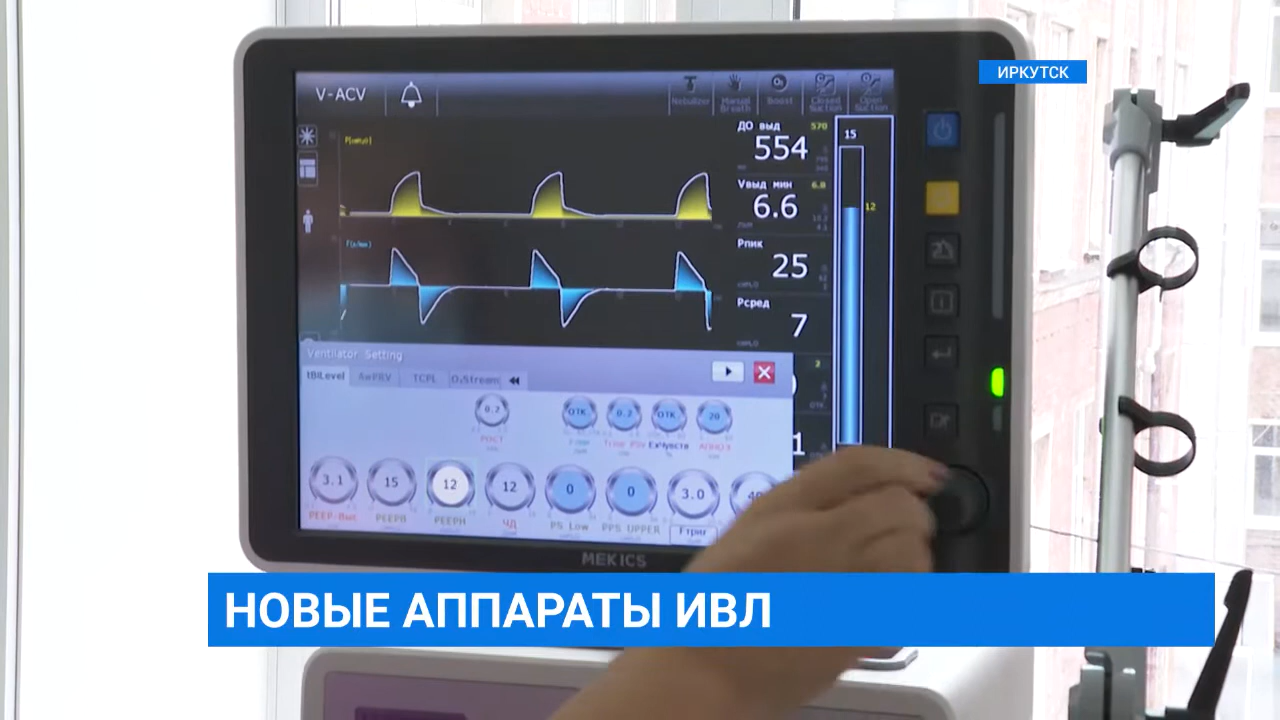 ИРКУТСК
V-ACV
Nebulizer
Manual Breath
Boost
Closed Suction
Open Suction
ДО выд
570
554
Vвыд мин
6.8
6.6
Pпик
25
Pсред
7
2
15
12
Ventilator Setting
BiLevel
AwPRV
TCPL
O₂Stream
0.2
РОСТ
ОТК.
0.2
ОТК.
20
3.1
15
12
12
0
0
3.0
PEEPH
ЧД
PS Low
PPS UPPER
Fтриг
MEKICS
НОВЫЕ АППАРАТЫ ИВЛ